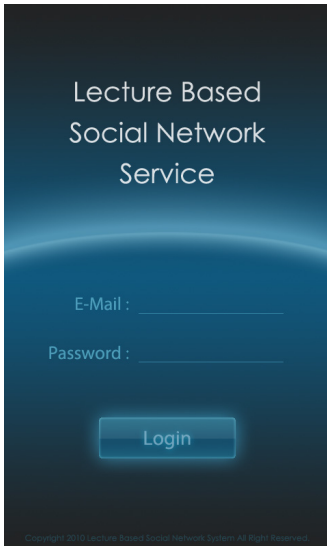 Lecture Based
Social Network
Service
E-Mail :
Password :
Login
Copyright 2010 Lecture Based Social Network System All Right Reserved.